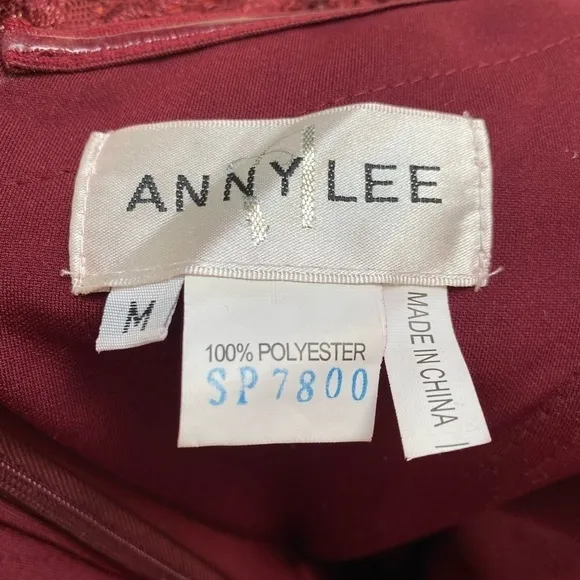 ANNY LEE
M
100% POLYESTER
SP7800
MADE IN CHINA